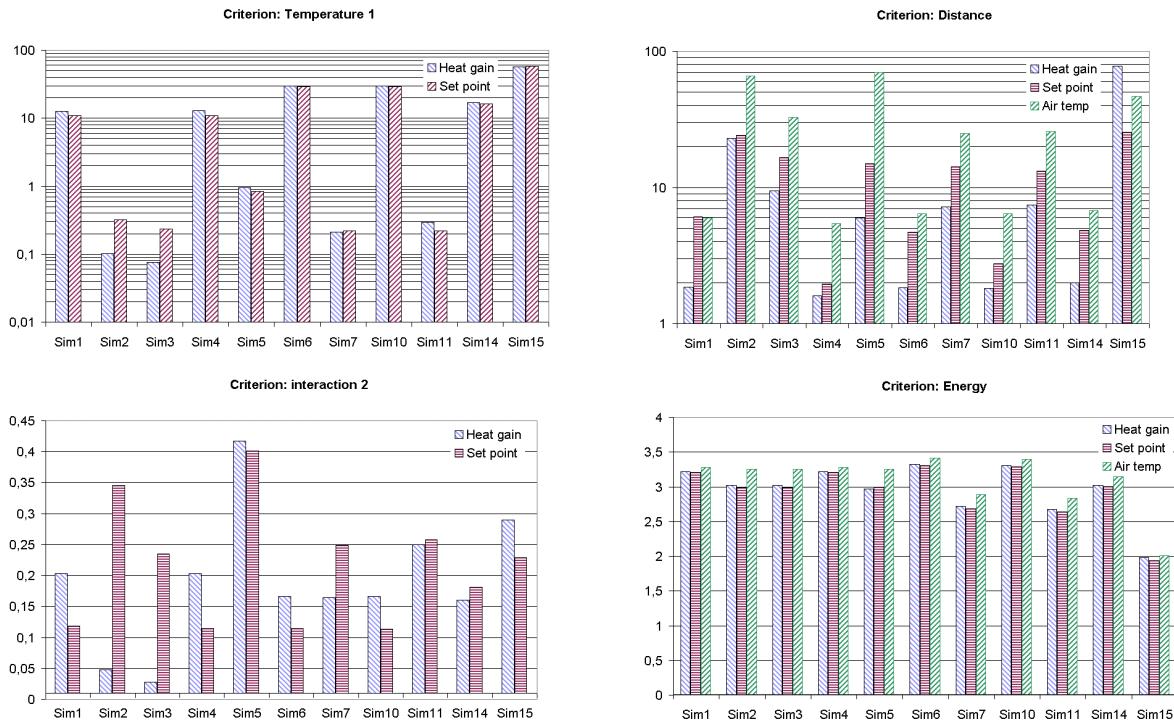 Criterion: Temperature 1
100
10
1
0,1
0,01
Heat gain
Set point
Sim1 Sim2 Sim3 Sim4 Sim5 Sim6 Sim7 Sim10 Sim11 Sim14 Sim15
Criterion: Distance
100
10
1
Heat gain
Set point
Air temp
Sim1 Sim2 Sim3 Sim4 Sim5 Sim6 Sim7 Sim10 Sim11 Sim14 Sim15
Criterion: interaction 2
0,45
0,4
0,35
0,3
0,25
0,2
0,15
0,1
0,05
0
Heat gain
Set point
Sim1 Sim2 Sim3 Sim4 Sim5 Sim6 Sim7 Sim10 Sim11 Sim14 Sim15
Criterion: Energy
4
3,5
3
2,5
2
1,5
1
0,5
0
Heat gain
Set point
Air temp
Sim1 Sim2 Sim3 Sim4 Sim5 Sim6 Sim7 Sim10 Sim11 Sim14 Sim15